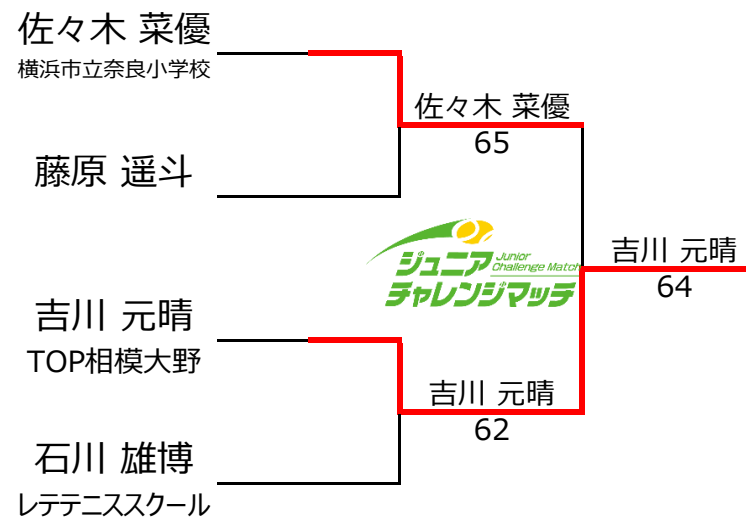 佐々木 菜優
横浜市立奈良小学校
佐々木 菜優
65
藤原 遥斗
ジュニア Junior Challenge Match
チャレンジマッチ
吉川 元晴
64
吉川 元晴
TOP相模大野
吉川 元晴
62
石川 雄博
レテテニススクール